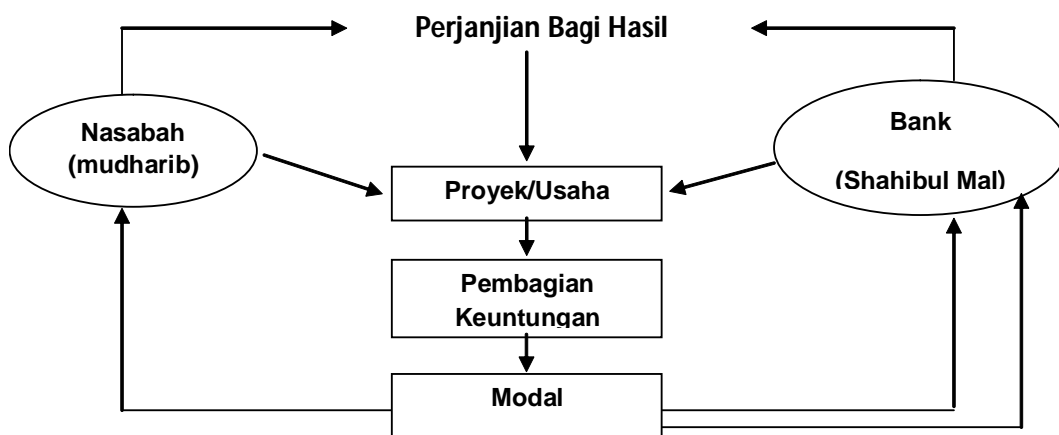 Perjanjian Bagi Hasil
Nasabah
(mudharib)
Bank
(Shahibul Mal)
Proyek/Usaha
Pembagian
Keuntungan
Modal